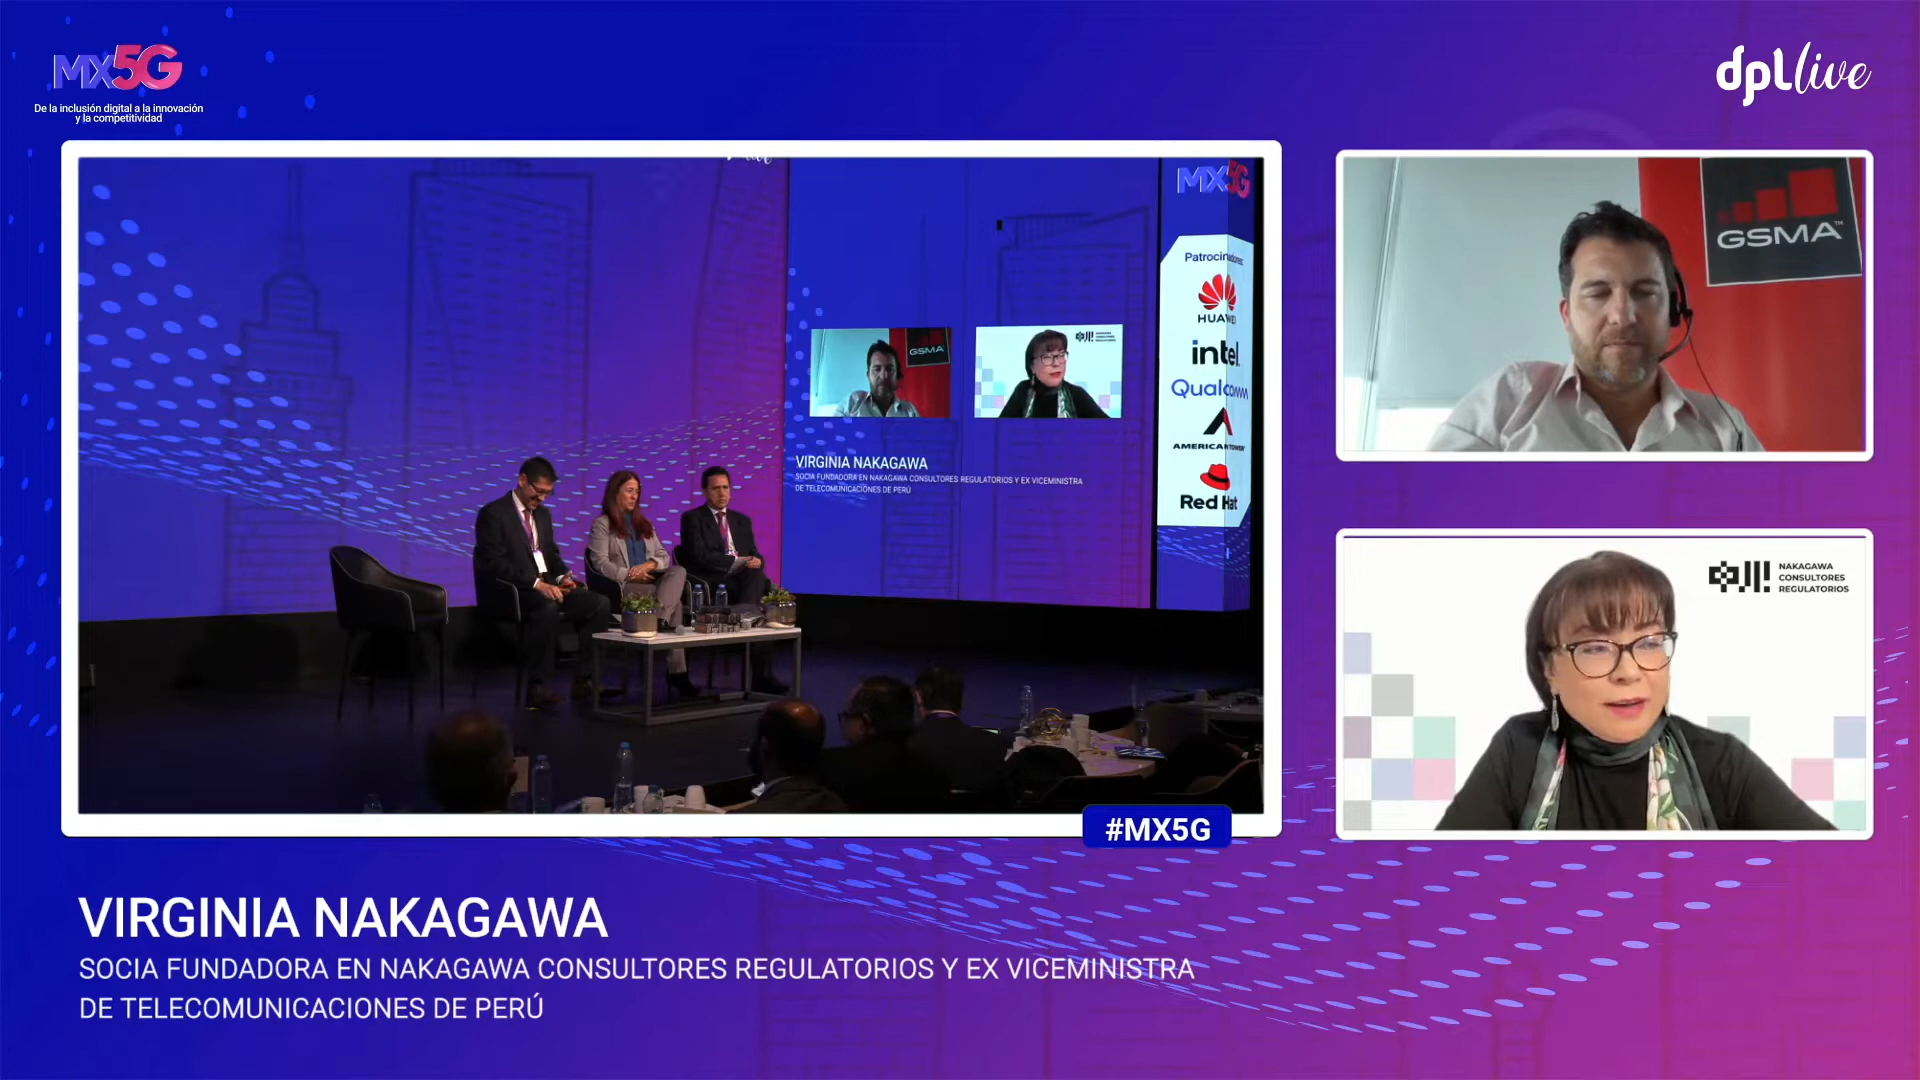 MX5G
De la inclusión digital a la innovación
y la competitividad
dpl live
MX5G
Patrocinadores:
HUAWEI
intel
Qualcomm
AMERICAN TOWER
Red Hat
GSMA
VIRGINIA NAKAGAWA
SOCIA FUNDADORA EN NAKAGAWA CONSULTORES REGULATORIOS Y EX VICEMINISTRA
DE TELECOMUNICACIONES DE PERÚ
GSMA
NAKAGAWA
CONSULTORES
REGULATORIOS
#MX5G
VIRGINIA NAKAGAWA
SOCIA FUNDADORA EN NAKAGAWA CONSULTORES REGULATORIOS Y EX VICEMINISTRA
DE TELECOMUNICACIONES DE PERÚ